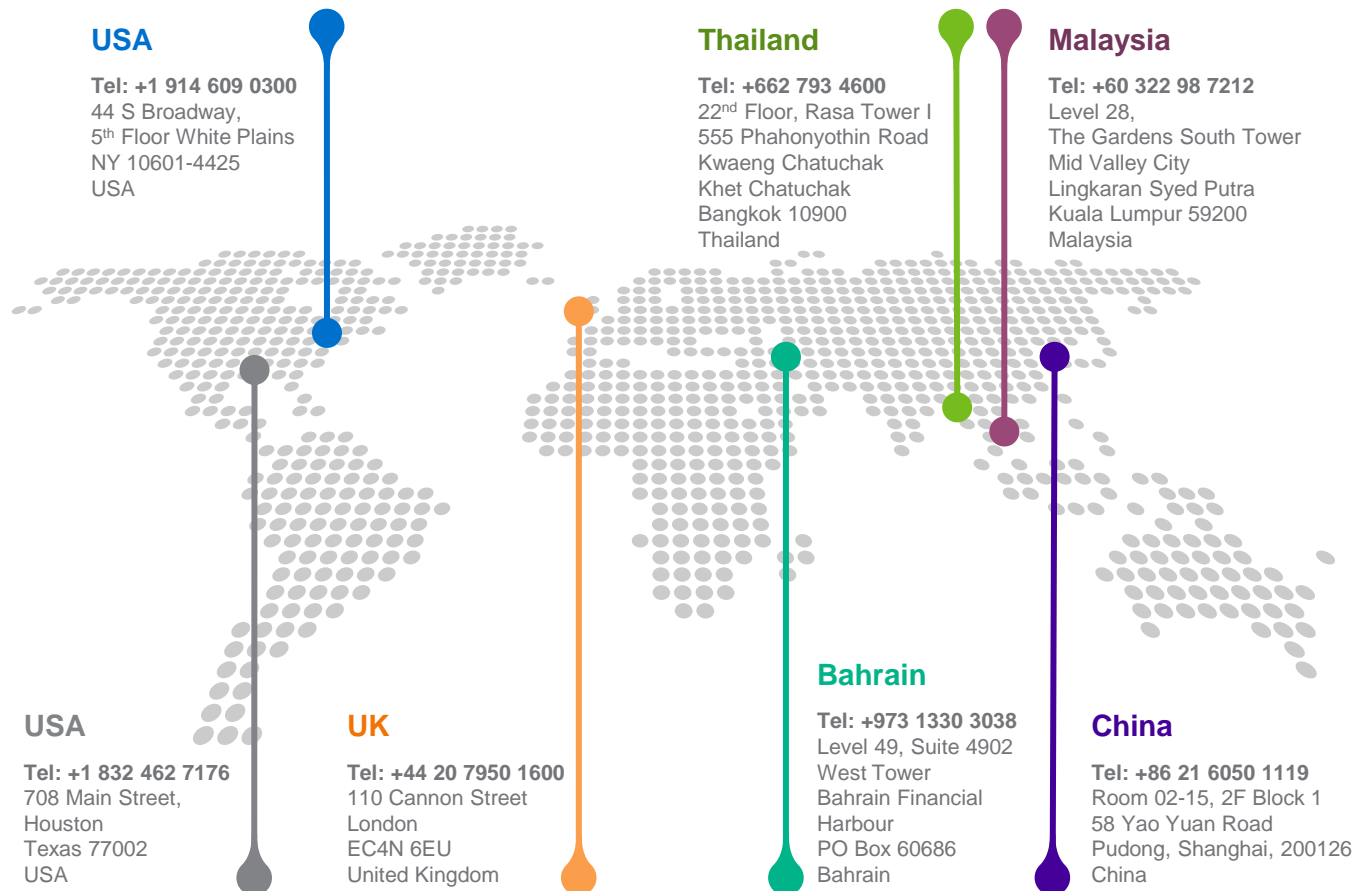 USA
Tel: +1 914 609 0300
44 S Broadway,
5th Floor White Plains
NY 10601-4425
USA
Thailand
Tel: +662 793 4600
22nd Floor, Rasa Tower I
555 Phahonyothin Road
Kwaeng Chatuchak
Khet Chatuchak
Bangkok 10900
Thailand
Malaysia
Tel: +60 322 98 7212
Level 28,
The Gardens South Tower
Mid Valley City
Lingkaran Syed Putra
Kuala Lumpur 59200
Malaysia
USA
Tel: +1 832 462 7176
708 Main Street,
Houston
Texas 77002
USA
UK
Tel: +44 20 7950 1600
110 Cannon Street
London
EC4N 6EU
United Kingdom
Bahrain
Tel: +973 1330 3038
Level 49, Suite 4902
West Tower
Bahrain Financial
Harbour
PO Box 60686
Bahrain
China
Tel: +86 21 6050 1119
Room 02-15, 2F Block 1
58 Yao Yuan Road
Pudong, Shanghai, 200126
China